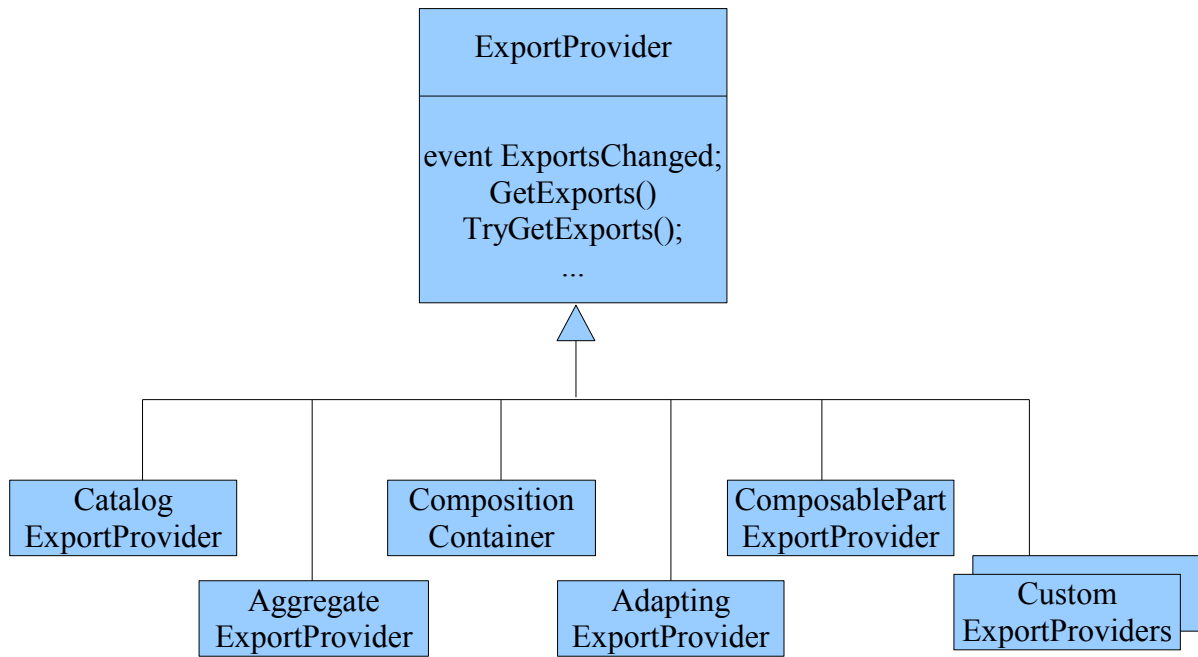 ExportProvider
event ExportsChanged;
GetExports()
TryGetExports();
...
Catalog
ExportProvider
Composition
Container
ComposablePart
ExportProvider
Aggregate
ExportProvider
Adapting
ExportProvider
Custom
ExportProviders